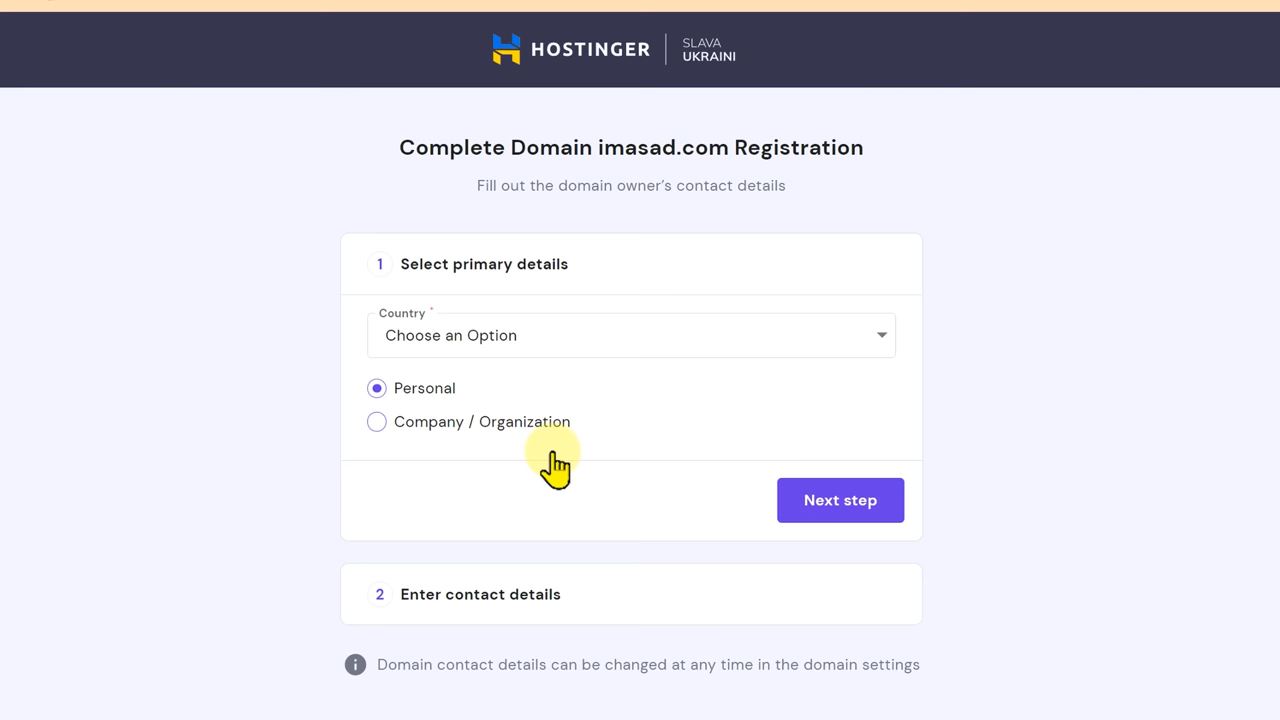 HOSTINGER
SLAVA
UKRAINI
Complete Domain imasad.com Registration
Fill out the domain owner's contact details
1 Select primary details
Country *
Choose an Option
Personal
Company / Organization
Next step
2 Enter contact details
Domain contact details can be changed at any time in the domain settings